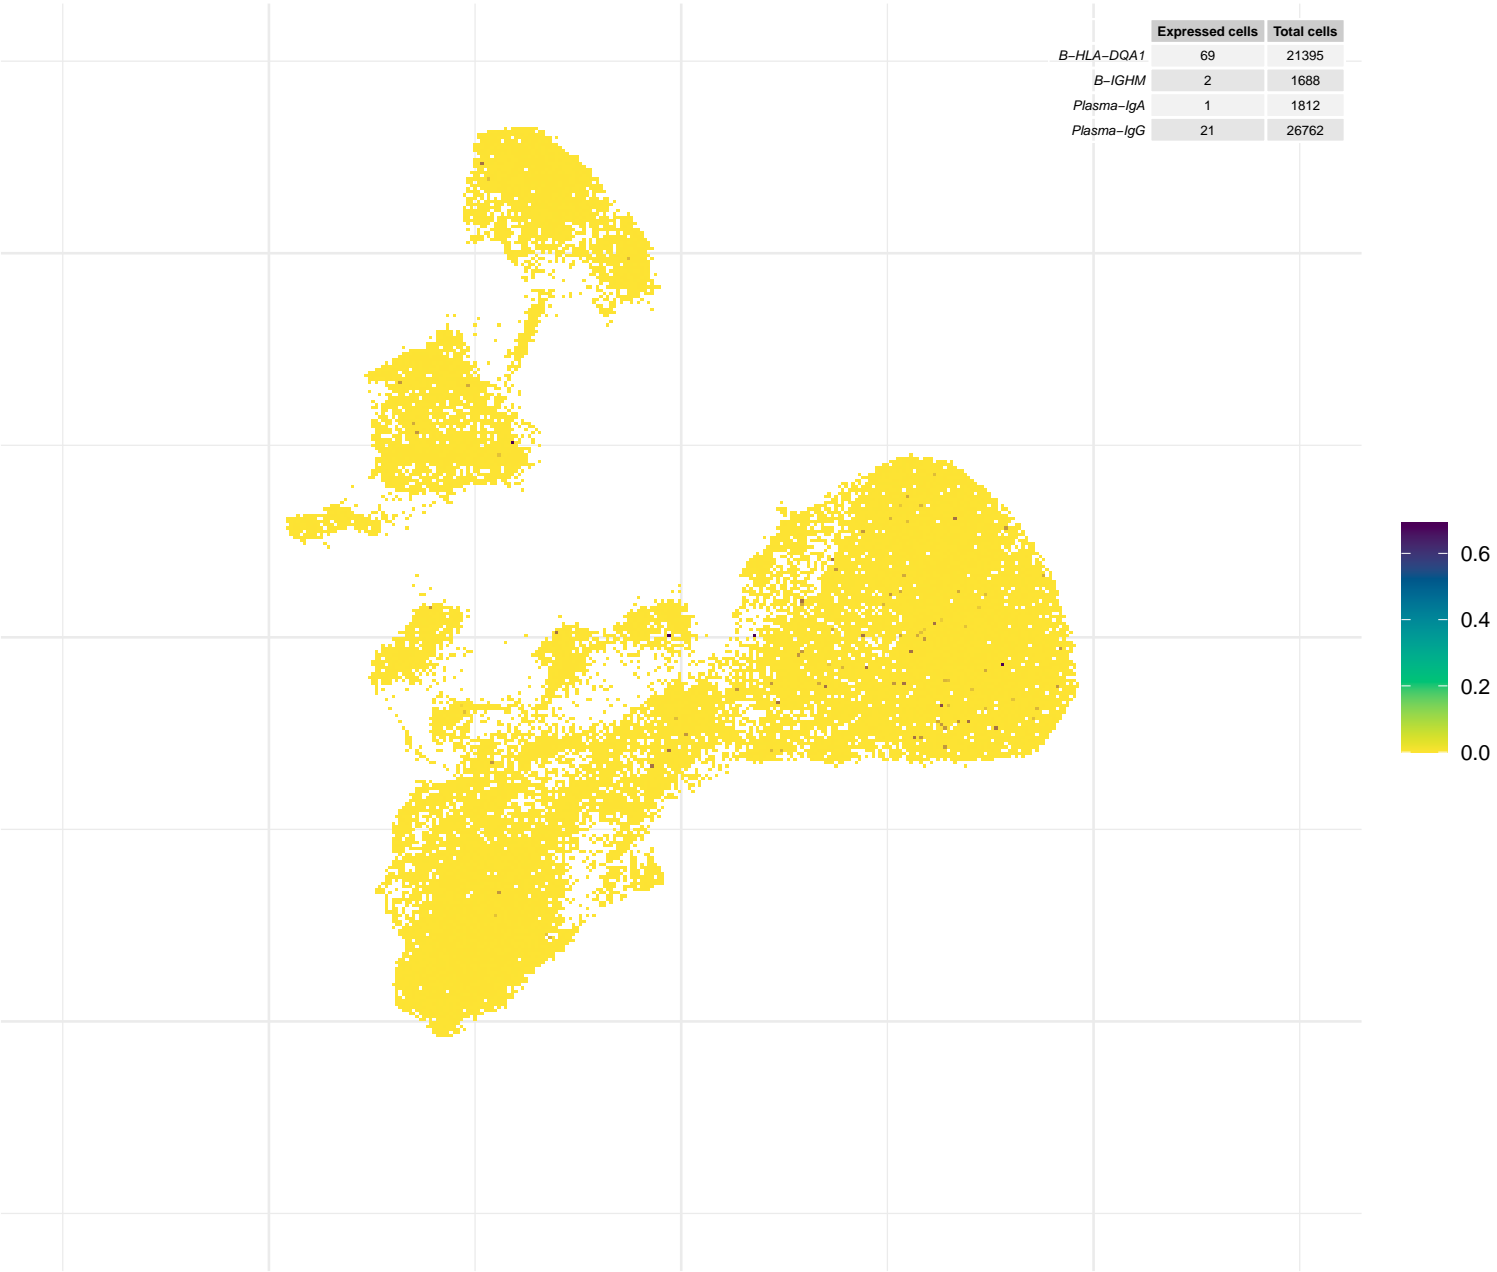 Expressed cells Total cells
B−HLA−DQA1 69 21395
B−IGHM 2 1688
Plasma−IgA 1 1812
Plasma−IgG 21 26762
0.6
0.4
0.2
0.0